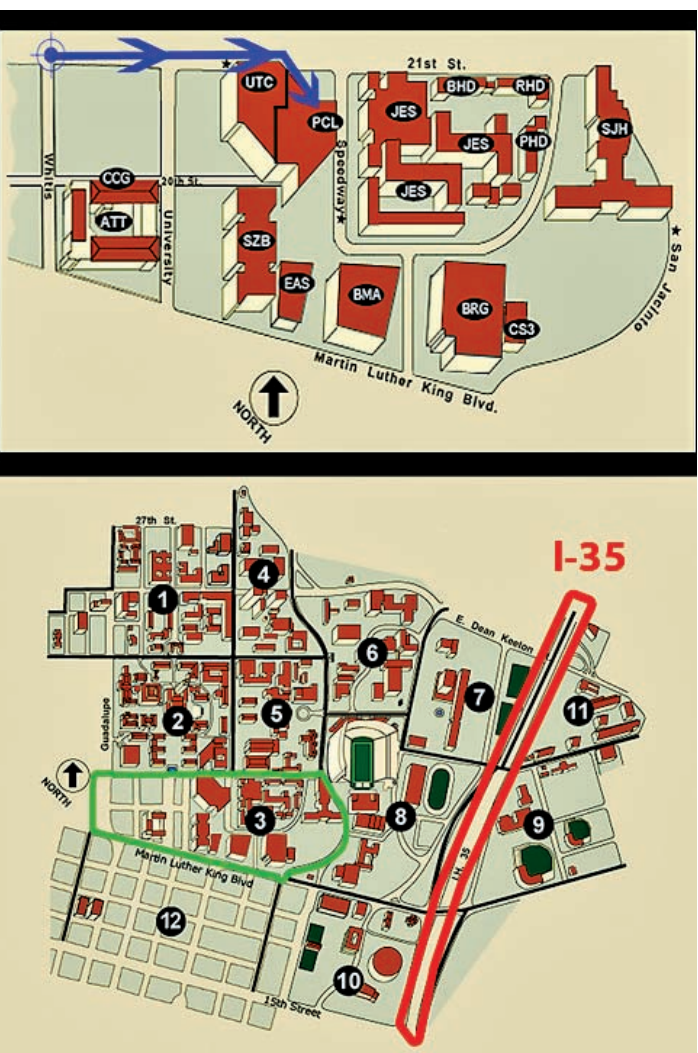 21st St.
UTC
BHD
RHD
JES
PCL
SJH
JES
PHD
Whitis
CCG
20th St.
Speedway
JES
ATT
University
SZB
San Jacinto
EAS
BMA
BRG
CS3
Martin Luther King Blvd.
NORTH
27th St.
I-35
4
1
E. Dean Keeton
6
7
2
5
11
Guadalupe
NORTH
3
8
9
Martin Luther King Blvd
I.H. 35
12
10
15th Street